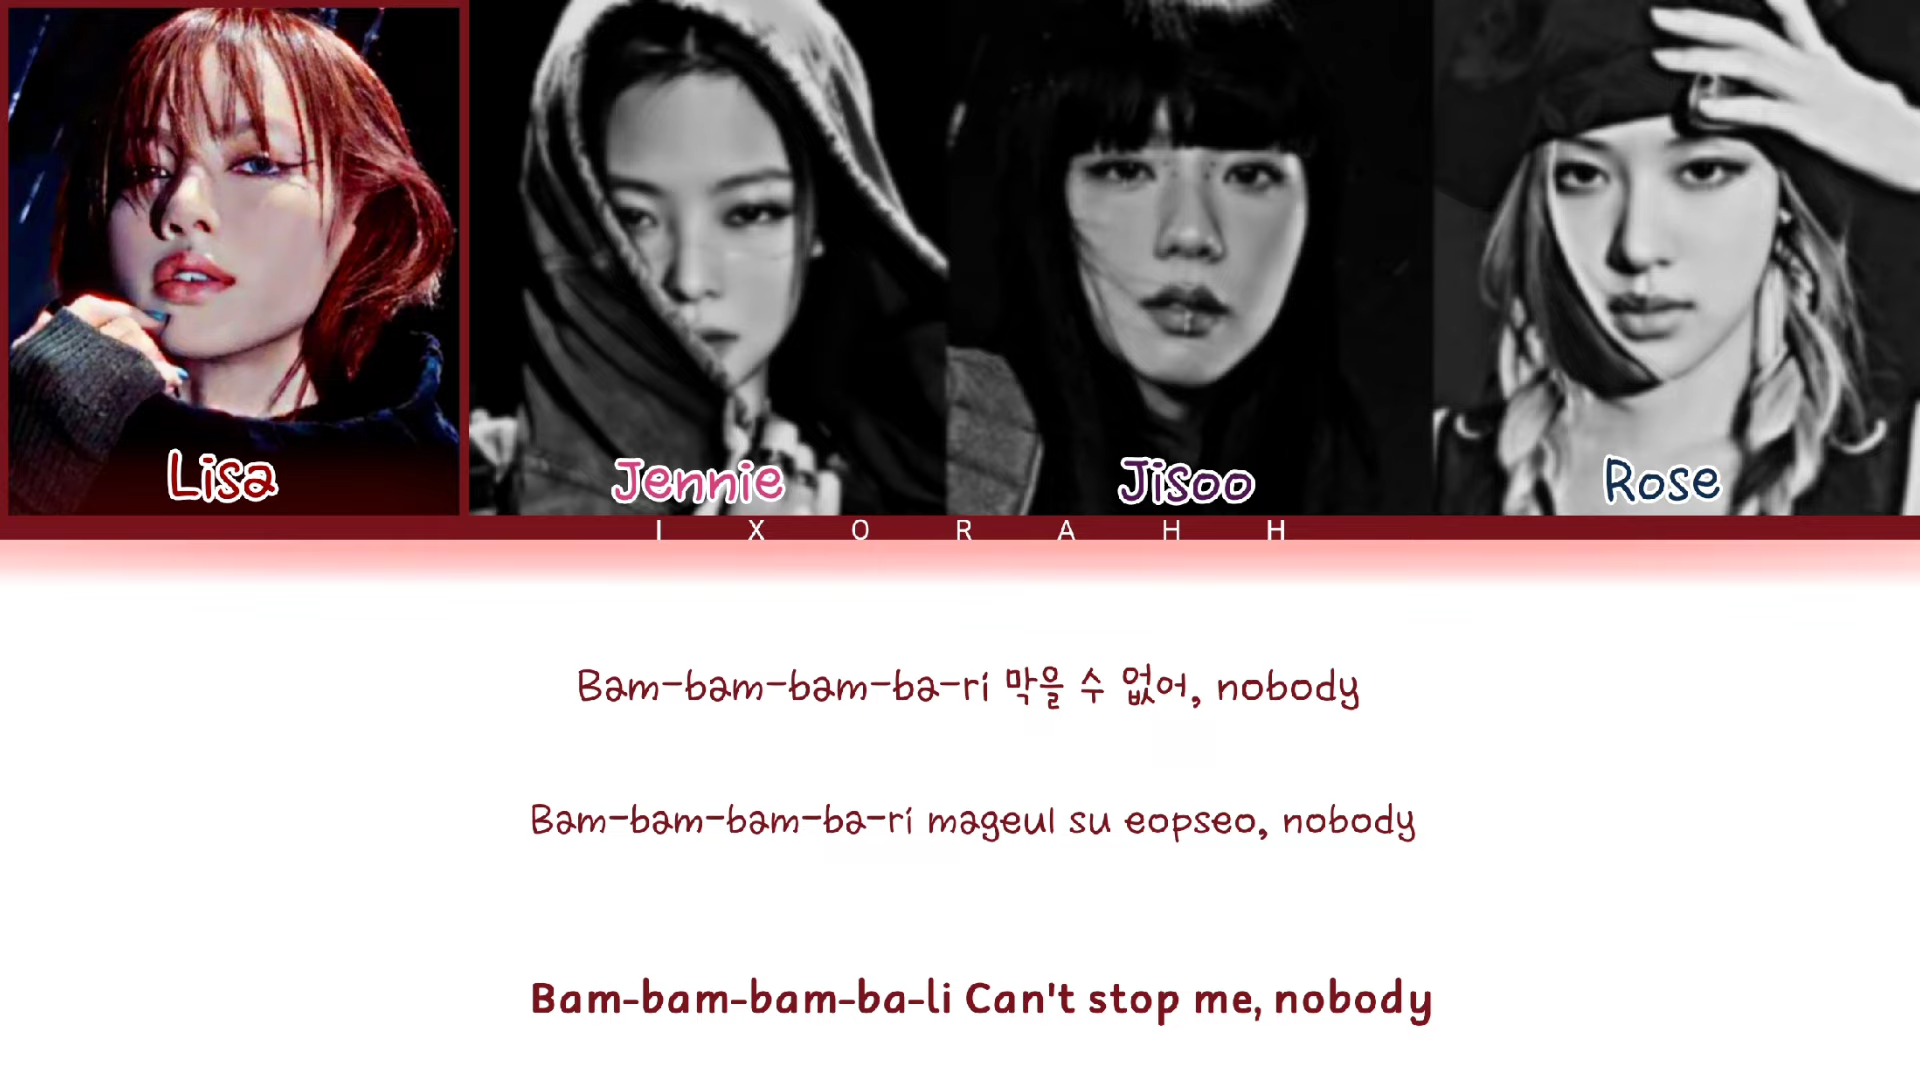 Lisa Jennie Jisoo Rose
I X O R A H H
Bam-bam-bam-ba-ri 막을 수 없어, nobody
Bam-bam-bam-ba-ri mageul su eopseo, nobody
Bam-bam-bam-ba-li Can't stop me, nobody